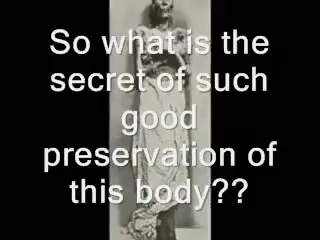 So what is the
secret of such
good
preservation of
this body??